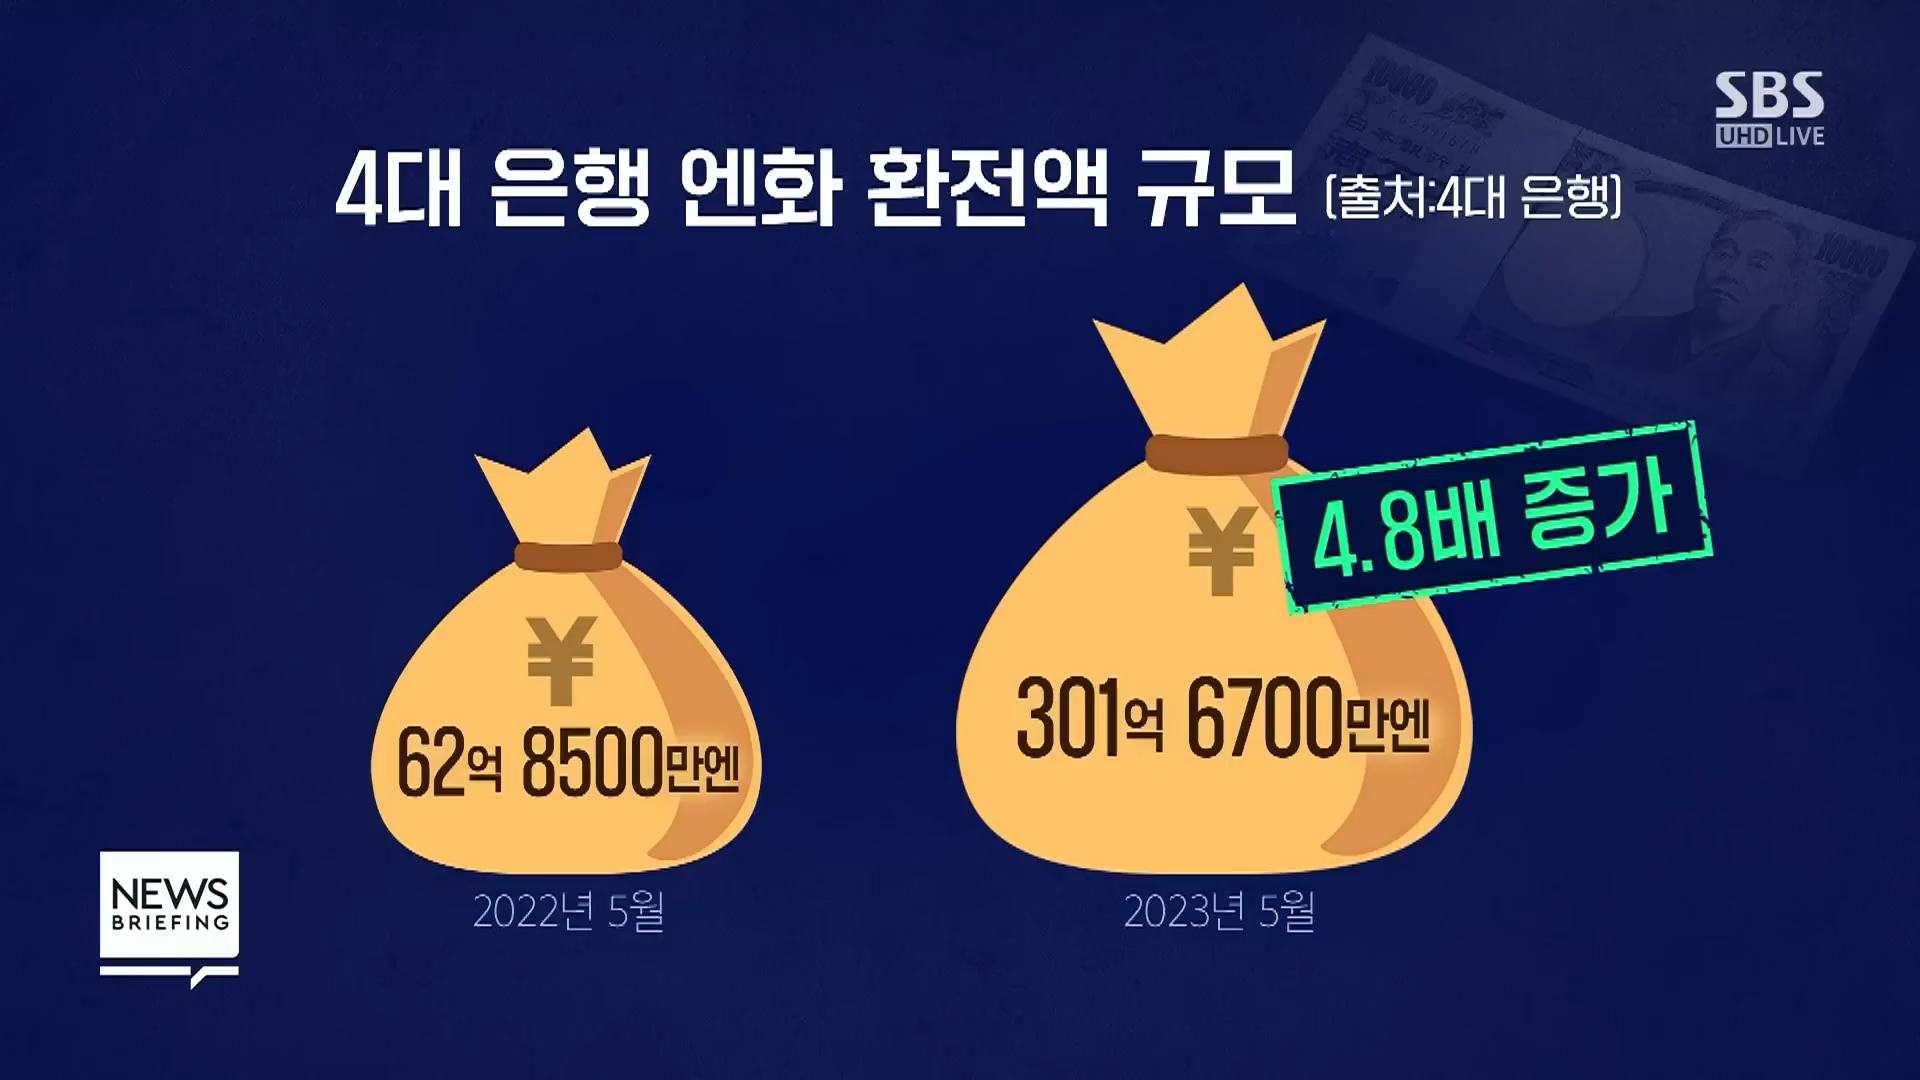 SBS
UHD LIVE
4대 은행 엔화 환전액 규모 (출처:4대 은행)
10000
10000
4.8배 증가
¥
¥
62억 8500만엔
301억 6700만엔
2022년 5월
2023년 5월
NEWS
BRIEFING